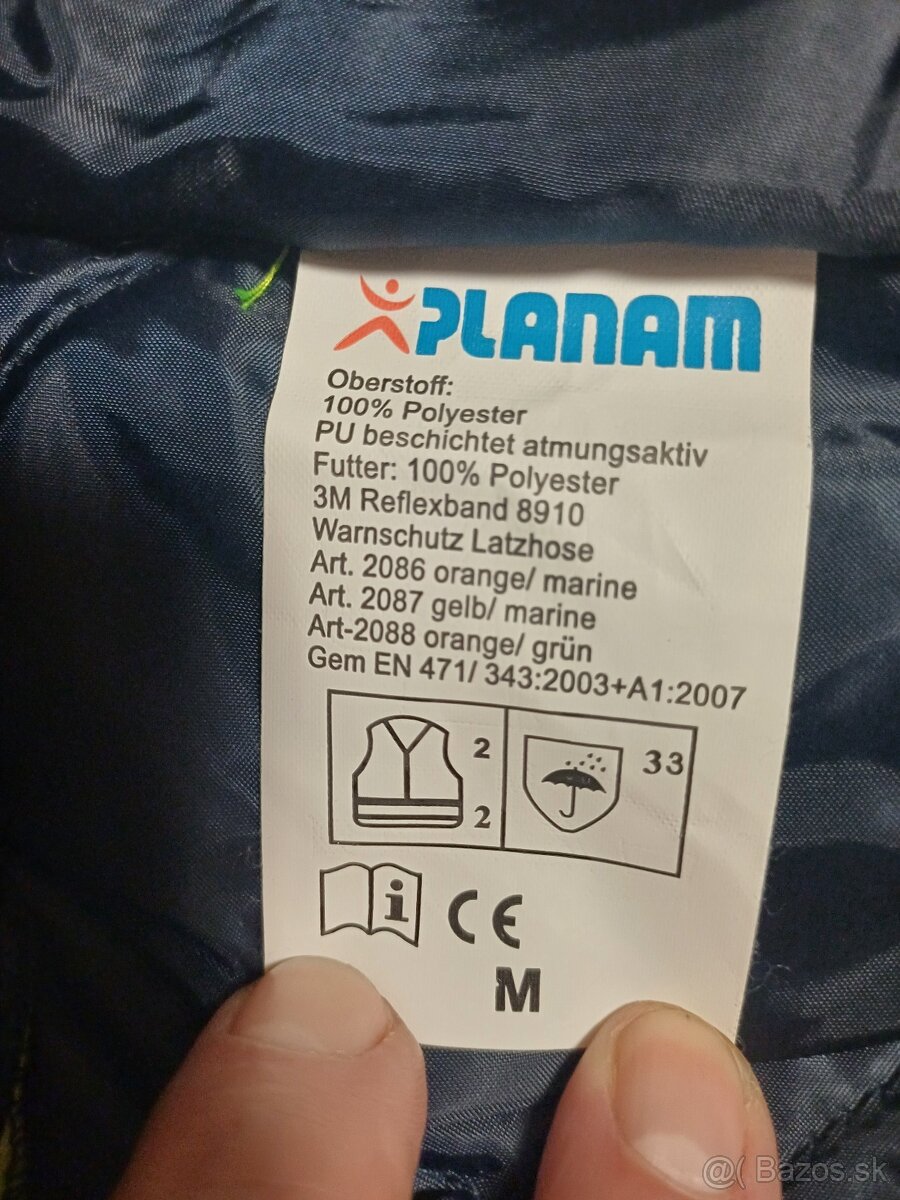 PLANAM
Oberstoff:
100% Polyester
PU beschichtet atmungsaktiv
Futter: 100% Polyester
3M Reflexband 8910
Warnschutz Latzhose
Art. 2086 orange/ marine
Art. 2087 gelb/ marine
Art-2088 orange/ grün
Gem EN 471/ 343:2003+A1:2007
2
33
2
i
CE
M
@( Bazos.sk